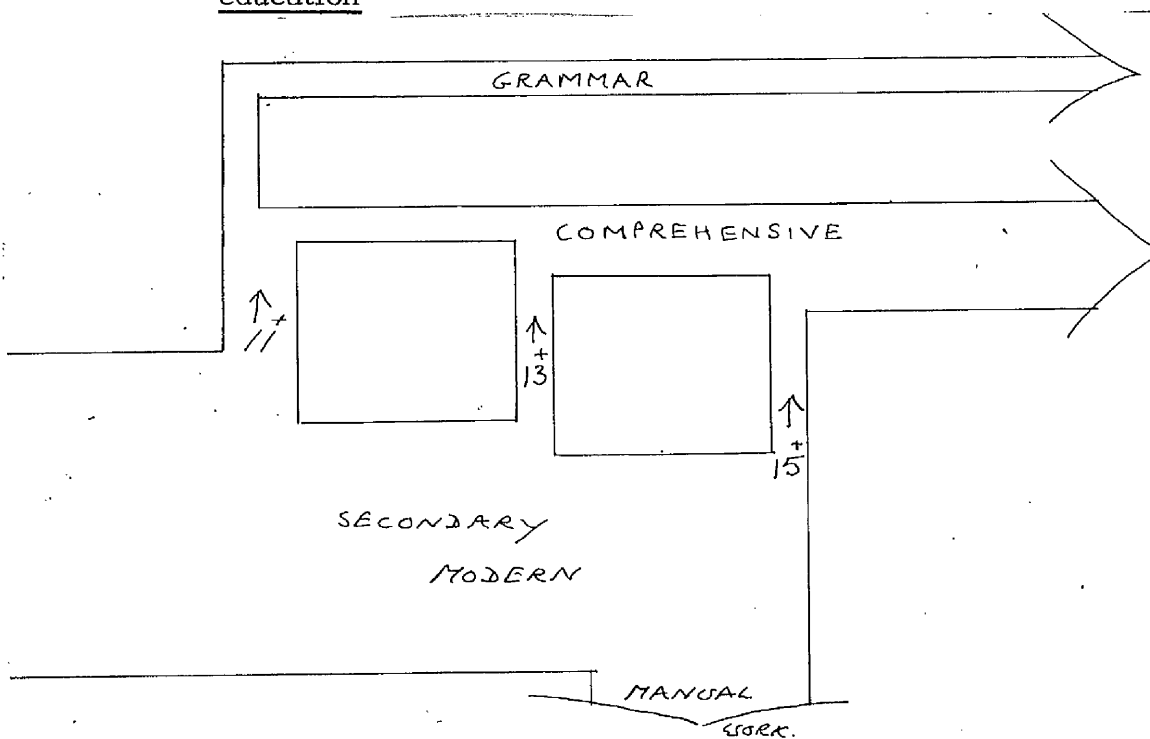 education
GRAMMAR
COMPREHENSIVE
11+
13+
15+
SECONDARY
MODERN
MANUAL
WORK.